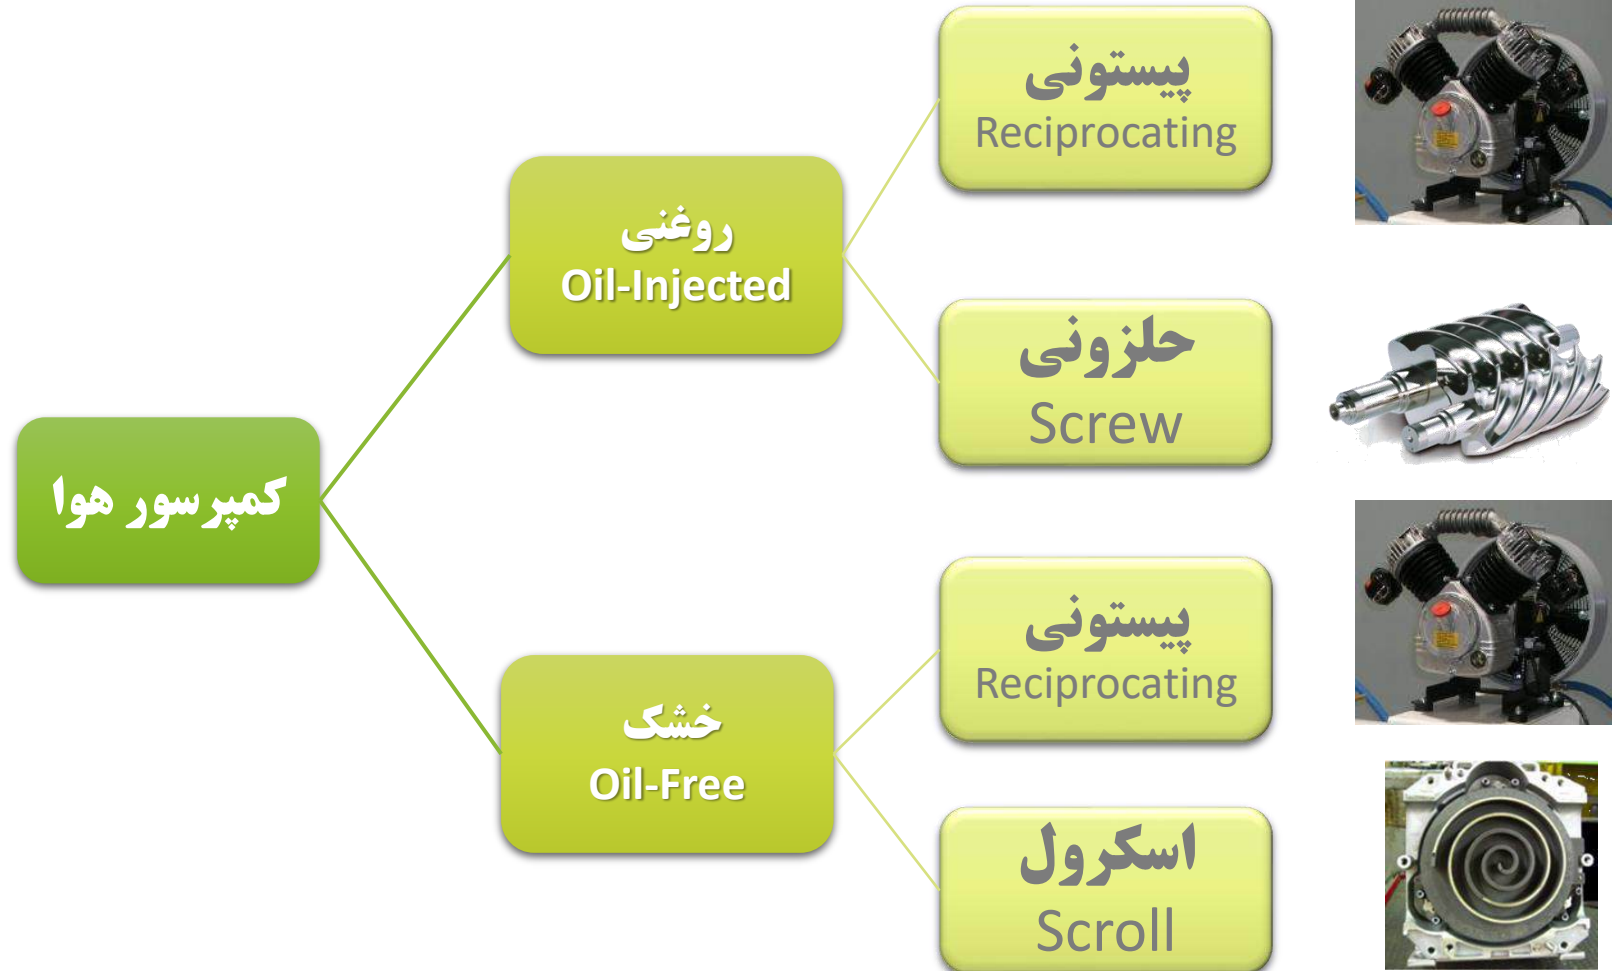 کمپرسور هوا
روغنی
Oil-Injected
پیستونی
Reciprocating
حلزونی
Screw
خشک
Oil-Free
پیستونی
Reciprocating
اسکرول
Scroll